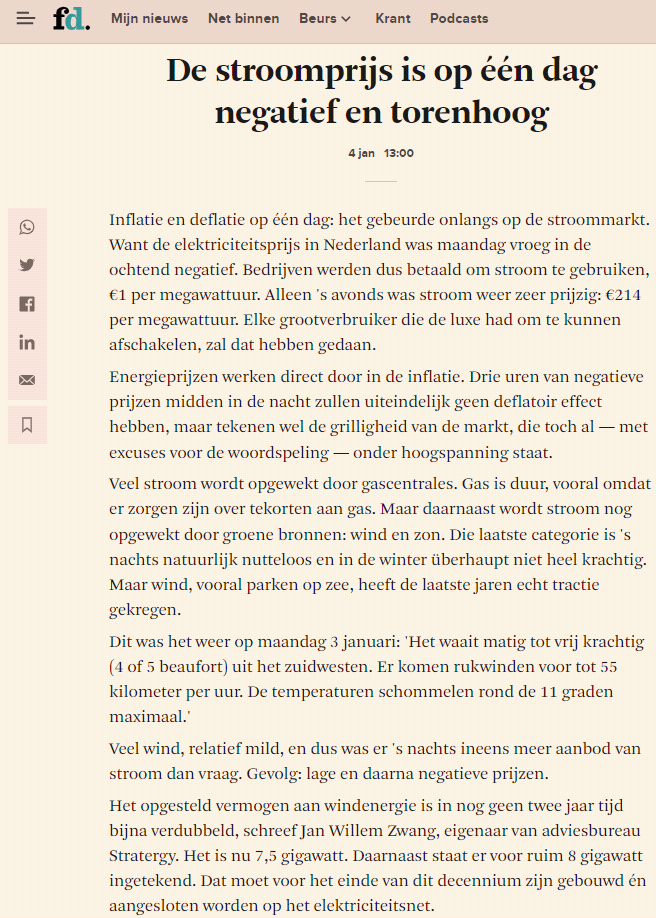 fd.
Mijn nieuws Net binnen Beurs Krant Podcasts
De stroomprijs is op één dag
negatief en torenhoog
4 jan 13:00
Inflatie en deflatie op één dag: het gebeurde onlangs op de stroommarkt.
Want de elektriciteitsprijs in Nederland was maandag vroeg in de
ochtend negatief. Bedrijven werden dus betaald om stroom te gebruiken,
€1 per megawattuur. Alleen 's avonds was stroom weer zeer prijzig: €214
per megawattuur. Elke grootverbruiker die de luxe had om te kunnen
afschakelen, zal dat hebben gedaan.
Energieprijzen werken direct door in de inflatie. Drie uren van negatieve
prijzen midden in de nacht zullen uiteindelijk geen deflatoir effect
hebben, maar tekenen wel de grilligheid van de markt, die toch al — met
excuses voor de woordspeling — onder hoogspanning staat.
Veel stroom wordt opgewekt door gascentrales. Gas is duur, vooral omdat
er zorgen zijn over tekorten aan gas. Maar daarnaast wordt stroom nog
opgewekt door groene bronnen: wind en zon. Die laatste categorie is 's
nachts natuurlijk nutteloos en in de winter überhaupt niet heel krachtig.
Maar wind, vooral parken op zee, heeft de laatste jaren echt tractie
gekregen.
Dit was het weer op maandag 3 januari: 'Het waait matig tot vrij krachtig
(4 of 5 beaufort) uit het zuidwesten. Er komen rukwinden voor tot 55
kilometer per uur. De temperaturen schommelen rond de 11 graden
maximaal.'
Veel wind, relatief mild, en dus was er 's nachts ineens meer aanbod van
stroom dan vraag. Gevolg: lage en daarna negatieve prijzen.
Het opgesteld vermogen aan windenergie is in nog geen twee jaar tijd
bijna verdubbeld, schreef Jan Willem Zwang, eigenaar van adviesbureau
Stratergy. Het is nu 7,5 gigawatt. Daarnaast staat er voor ruim 8 gigawatt
ingetekend. Dat moet voor het einde van dit decennium zijn gebouwd én
aangesloten worden op het elektriciteitsnet.